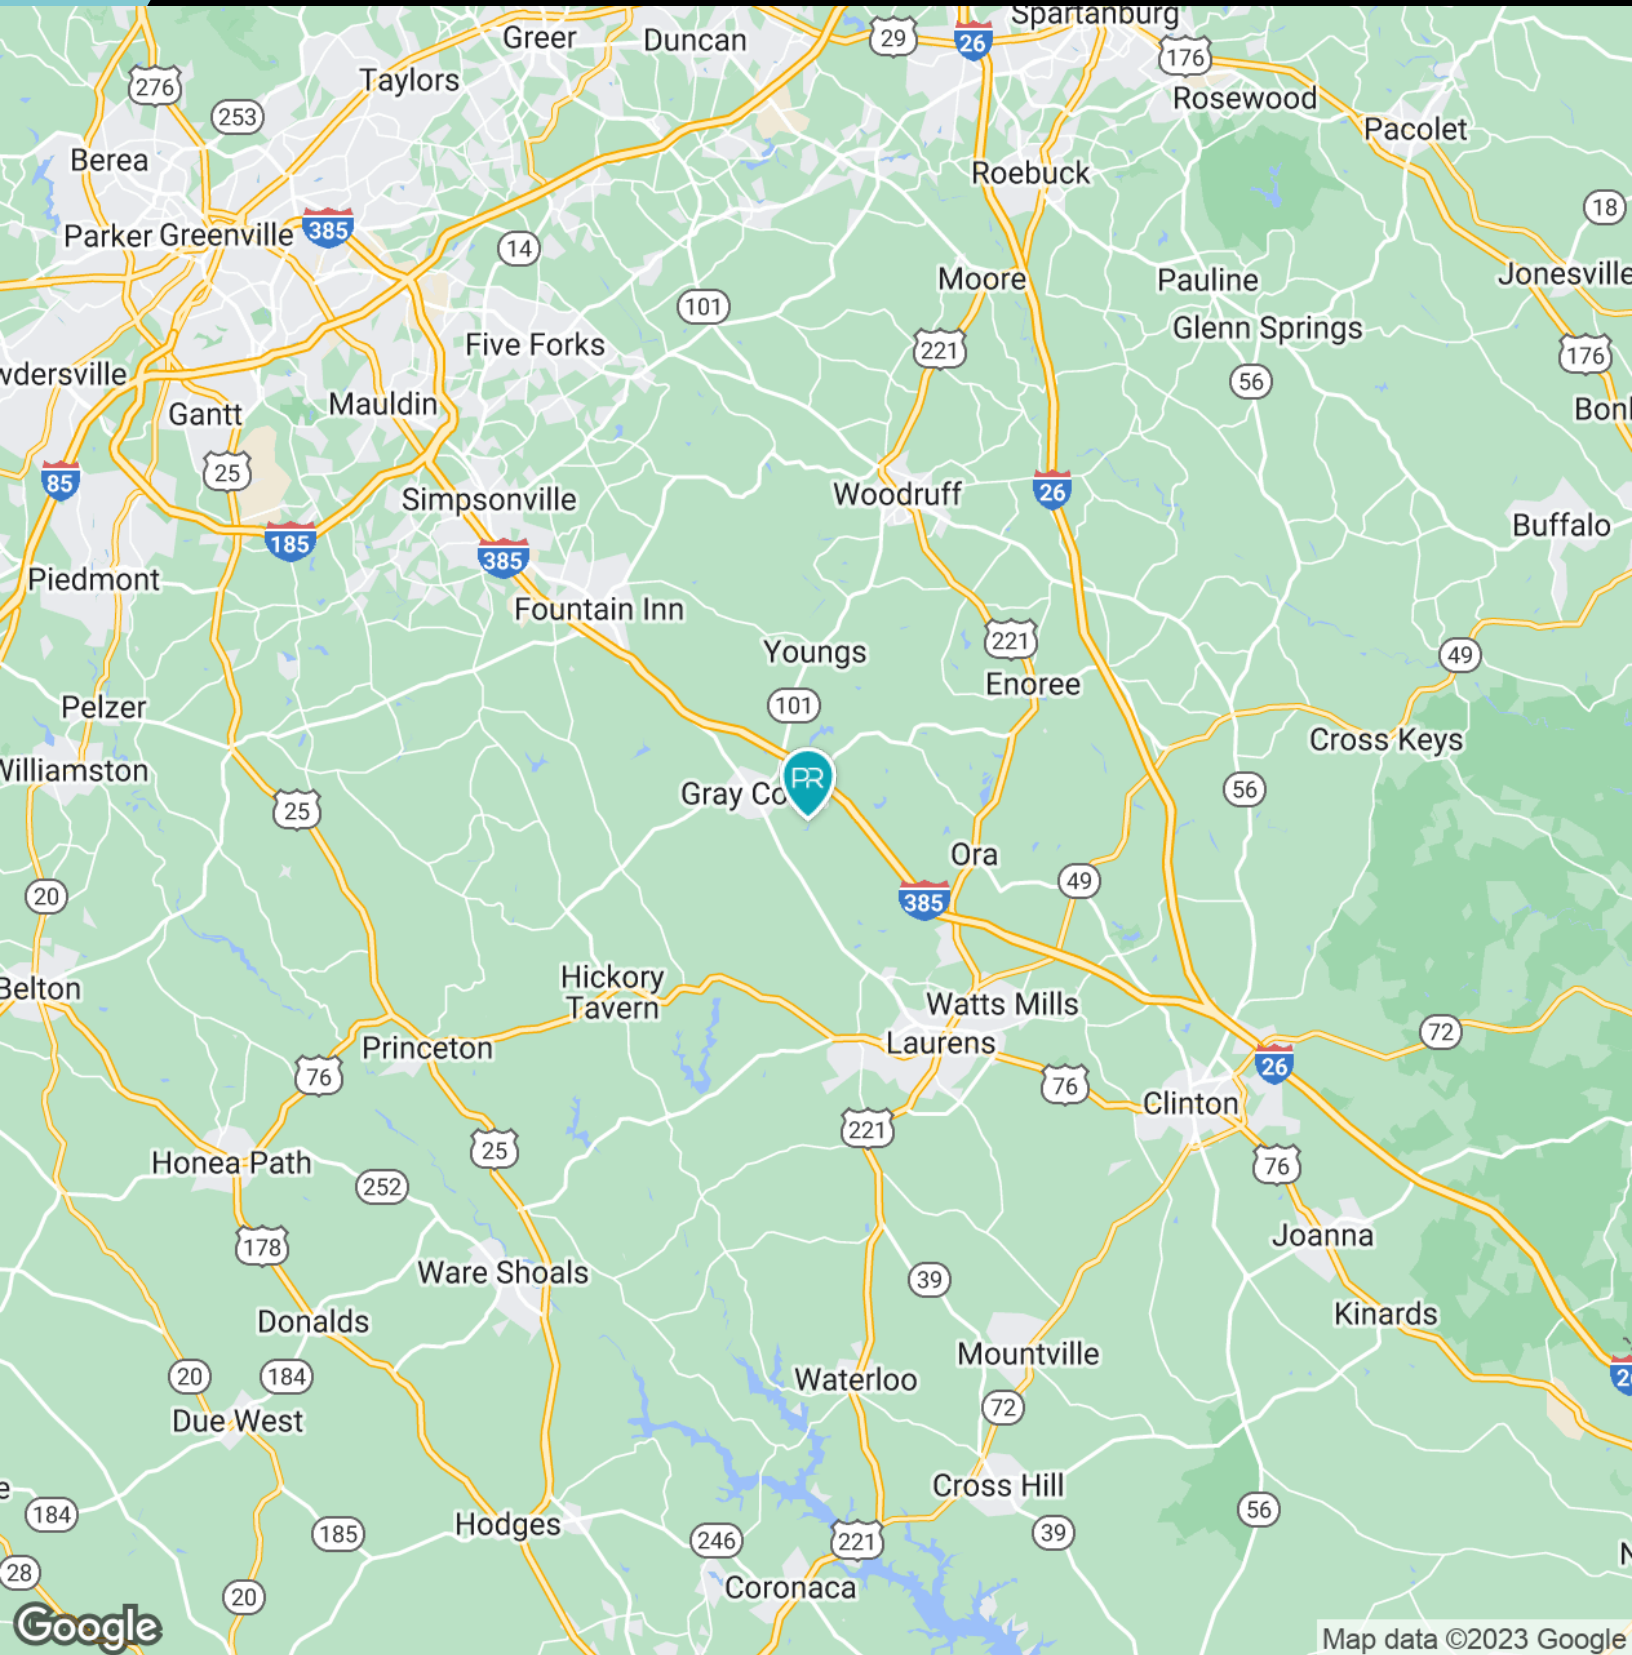 Spartanburg
Greer
Duncan
29
26
176
Taylors
276
253
Rosewood
Pacolet
Berea
Roebuck
18
Parker
Greenville
385
14
Moore
Pauline
Jonesville
101
Glenn Springs
Five Forks
221
176
wdersville
56
Gantt
Mauldin
Bonl
25
85
Simpsonville
Woodruff
26
Buffalo
185
385
Piedmont
Fountain Inn
221
Youngs
49
Enoree
Pelzer
101
Cross Keys
Williamston
PR
Gray Co
56
25
Ora
49
20
385
Hickory
Tavern
Belton
Watts Mills
72
Laurens
Princeton
26
76
76
Clinton
221
25
Honea Path
76
252
178
Joanna
Ware Shoals
39
Donalds
Kinards
Mountville
20
184
Waterloo
72
Due West
Cross Hill
e
184
56
Hodges
185
246
221
39
N
28
Coronaca
20
Google
Map data ©2023 Google